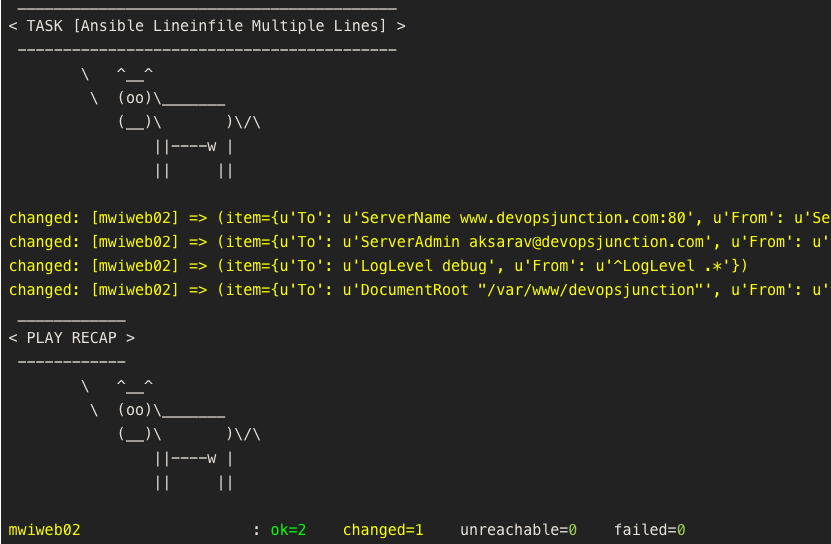 __________________________________________
< TASK [Ansible Lineinfile Multiple Lines] >
 ------------------------------------------
        \   ^__^
         \  (oo)\_______
            (__)\       )\/\
                ||----w |
                ||     ||
changed: [mwiweb02] => (item={u'To': u'ServerName www.devopsjunction.com:80', u'From': u'Se
changed: [mwiweb02] => (item={u'To': u'ServerAdmin aksarav@devopsjunction.com', u'From': u'
changed: [mwiweb02] => (item={u'To': u'LogLevel debug', u'From': u'^LogLevel .*'})
changed: [mwiweb02] => (item={u'To': u'DocumentRoot "/var/www/devopsjunction"', u'From': u'
 ____________
< PLAY RECAP >
 ------------
        \   ^__^
         \  (oo)\_______
            (__)\       )\/\
                ||----w |
                ||     ||
mwiweb02                   : ok=2    changed=1    unreachable=0    failed=0